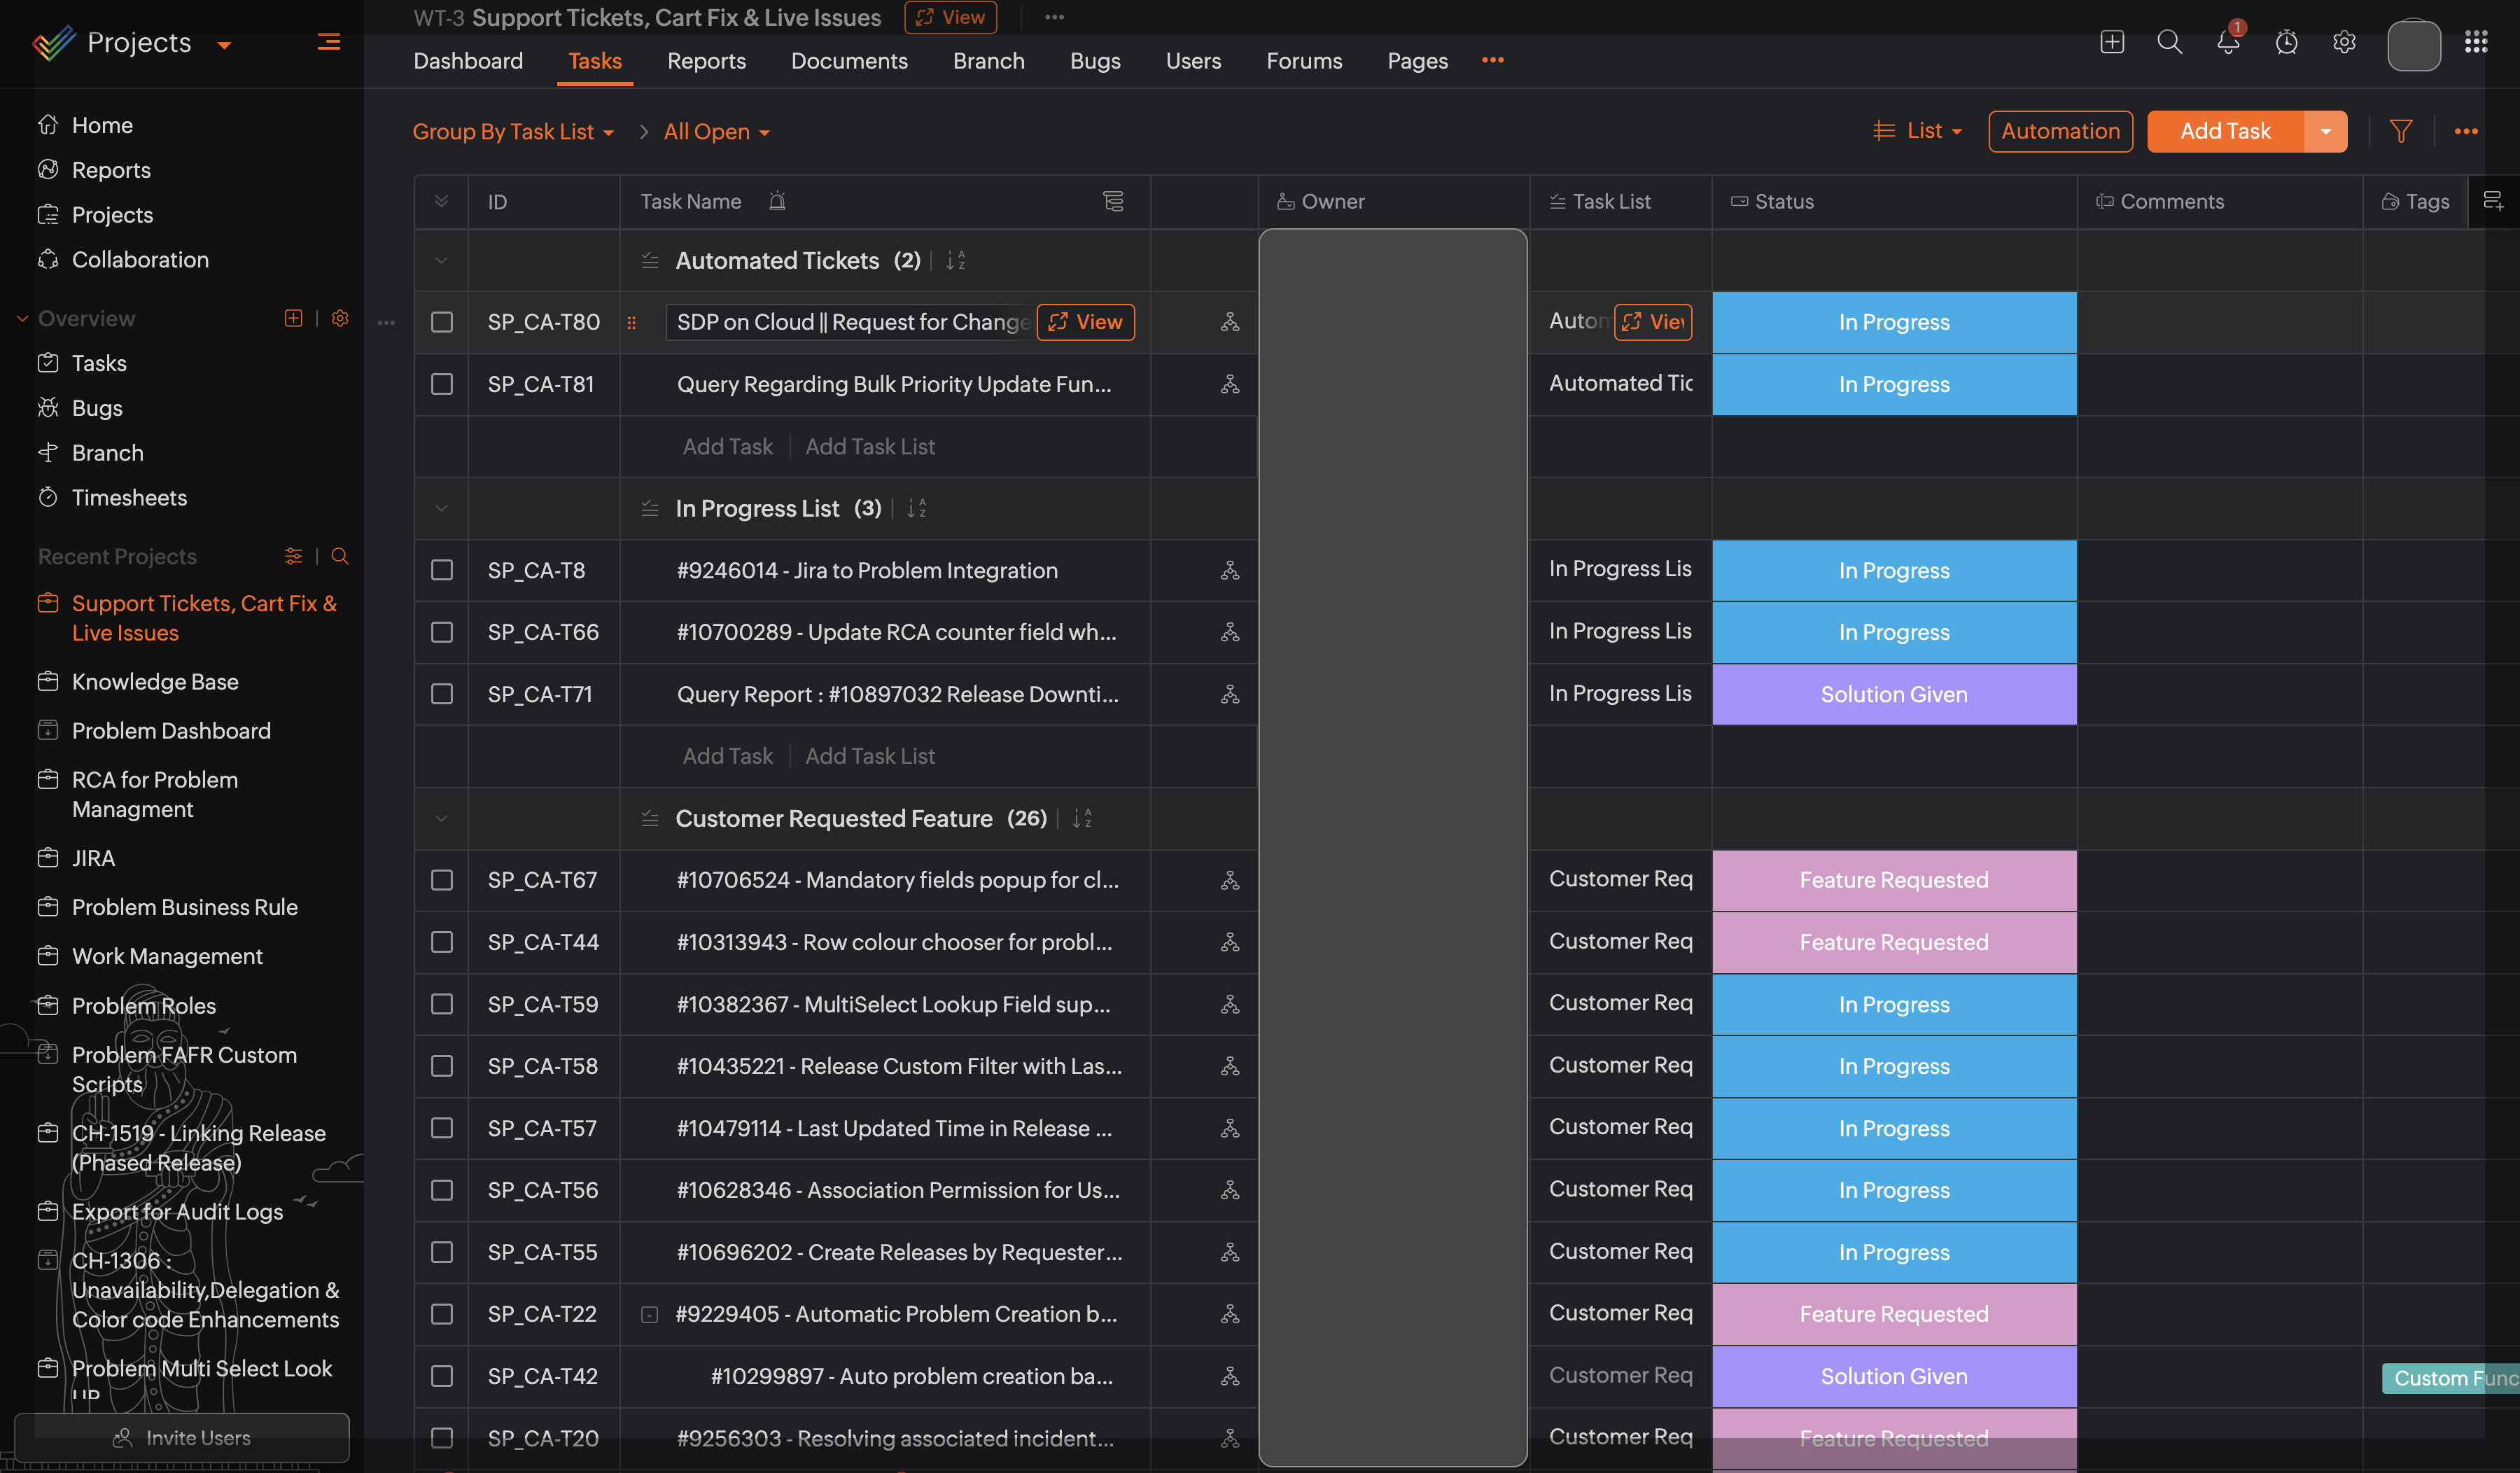 WT-3 Support Tickets, Cart Fix & Live Issues View
Projects
1
Dashboard Tasks Reports Documents Branch Bugs Users Forums Pages
Group By Task List > All Open
List Automation Add Task
Home
Reports
Projects
Collaboration
Overview
Tasks
Bugs
Branch
Timesheets
Recent Projects
Support Tickets, Cart Fix &
Live Issues
Knowledge Base
Problem Dashboard
RCA for Problem
Managment
JIRA
Problem Business Rule
Work Management
Problem Roles
Problem FAFR Custom
Scripts
CH-1519 - Linking Release
(Phased Release)
Export for Audit Logs
CH-1306 :
Unavailability,Delegation &
Color code Enhancements
Problem Multi Select Look
Invite Users
ID Task Name Owner Task List Status Comments Tags
Automated Tickets (2)
SP_CA-T80 SDP on Cloud || Request for Change View Autom View In Progress
SP_CA-T81 Query Regarding Bulk Priority Update Fun... Automated Tic In Progress
Add Task | Add Task List
In Progress List (3)
SP_CA-T8 #9246014 - Jira to Problem Integration In Progress Lis In Progress
SP_CA-T66 #10700289 - Update RCA counter field wh... In Progress Lis In Progress
SP_CA-T71 Query Report : #10897032 Release Downti... In Progress Lis Solution Given
Add Task | Add Task List
Customer Requested Feature (26)
SP_CA-T67 #10706524 - Mandatory fields popup for cl... Customer Req Feature Requested
SP_CA-T44 #10313943 - Row colour chooser for probl... Customer Req Feature Requested
SP_CA-T59 #10382367 - MultiSelect Lookup Field sup... Customer Req In Progress
SP_CA-T58 #10435221 - Release Custom Filter with Las... Customer Req In Progress
SP_CA-T57 #10479114 - Last Updated Time in Release ... Customer Req In Progress
SP_CA-T56 #10628346 - Association Permission for Us... Customer Req In Progress
SP_CA-T55 #10696202 - Create Releases by Requester... Customer Req In Progress
SP_CA-T22 #9229405 - Automatic Problem Creation b... Customer Req Feature Requested
SP_CA-T42 #10299897 - Auto problem creation ba... Customer Req Solution Given Custom Func
SP_CA-T20 #9256303 - Resolving associated incident... Customer Req Feature Requested